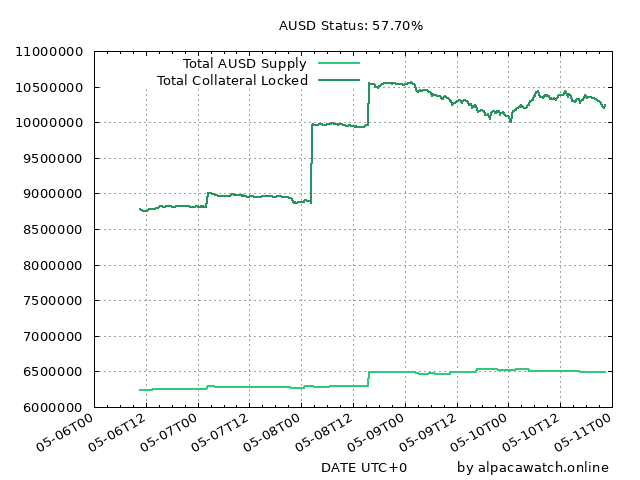 AUSD Status: 57.70%
Total AUSD Supply
Total Collateral Locked
11000000
10500000
10000000
9500000
9000000
8500000
8000000
7500000
7000000
6500000
6000000
05-06T00
05-06T12
05-07T00
05-07T12
05-08T00
05-08T12
05-09T00
05-09T12
05-10T00
05-10T12
05-11T00
DATE UTC+0
by alpacawatch.online